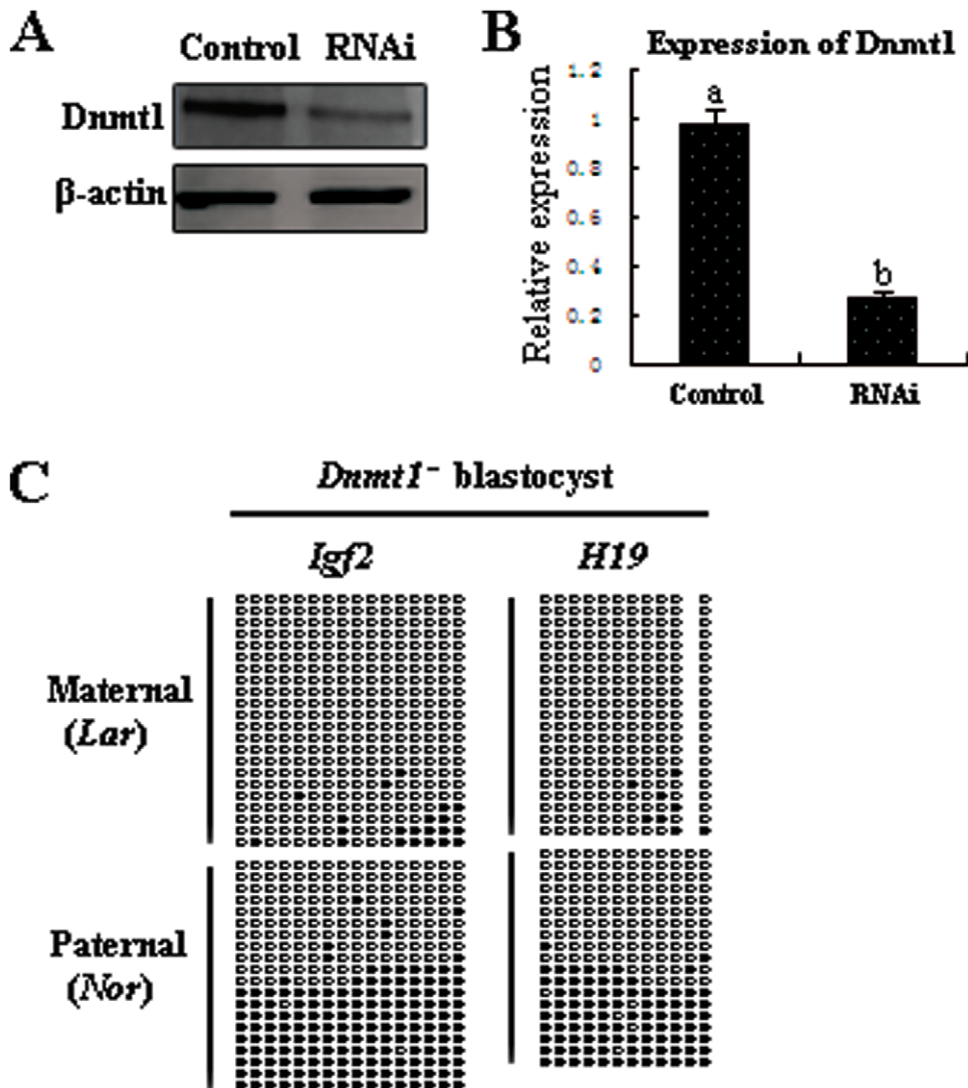 A
Control RNAi
Dnmt1
β-actin
B
Expression of Dnmt1
Relative expression
1.2
1
0.8
0.6
0.4
0.2
0
a
b
Control RNAi
C
Dnmt1⁻ blastocyst
Igf2 H19
Maternal
(Lar)
Paternal
(Nor)